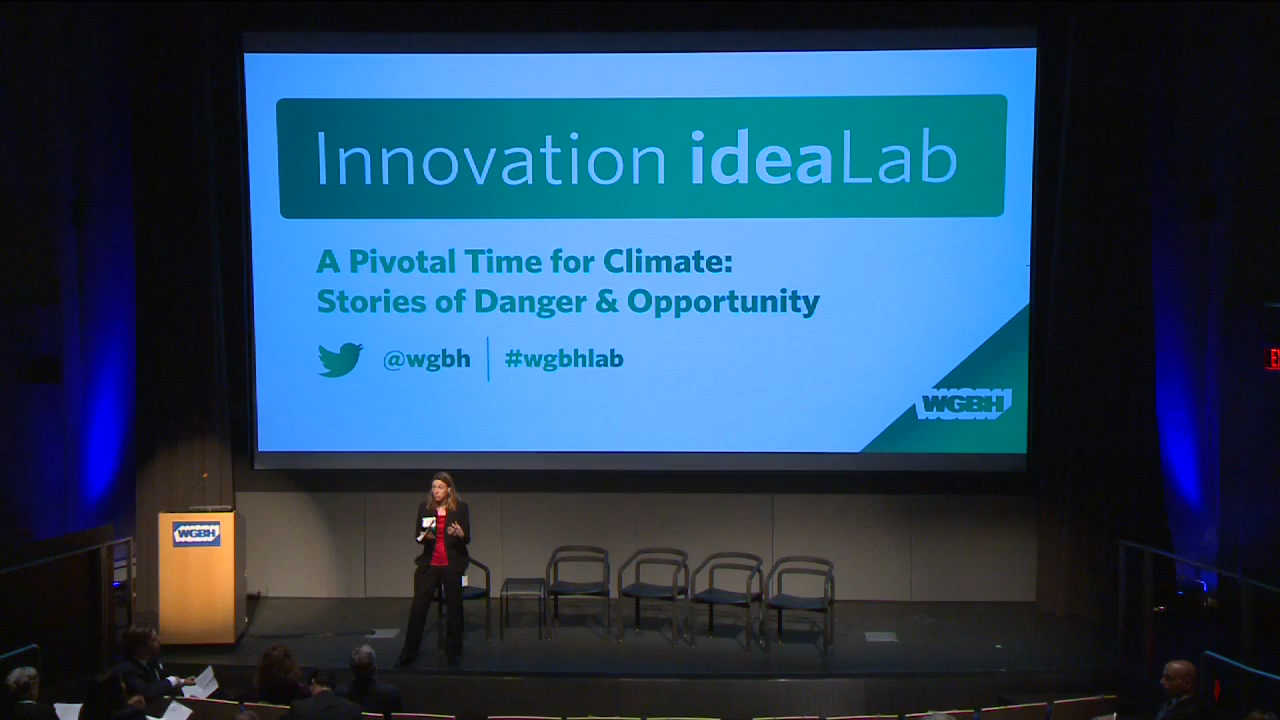 Innovation ideaLab
A Pivotal Time for Climate:
Stories of Danger & Opportunity
@wgbh | #wgbhlab
WGBH
WGBH